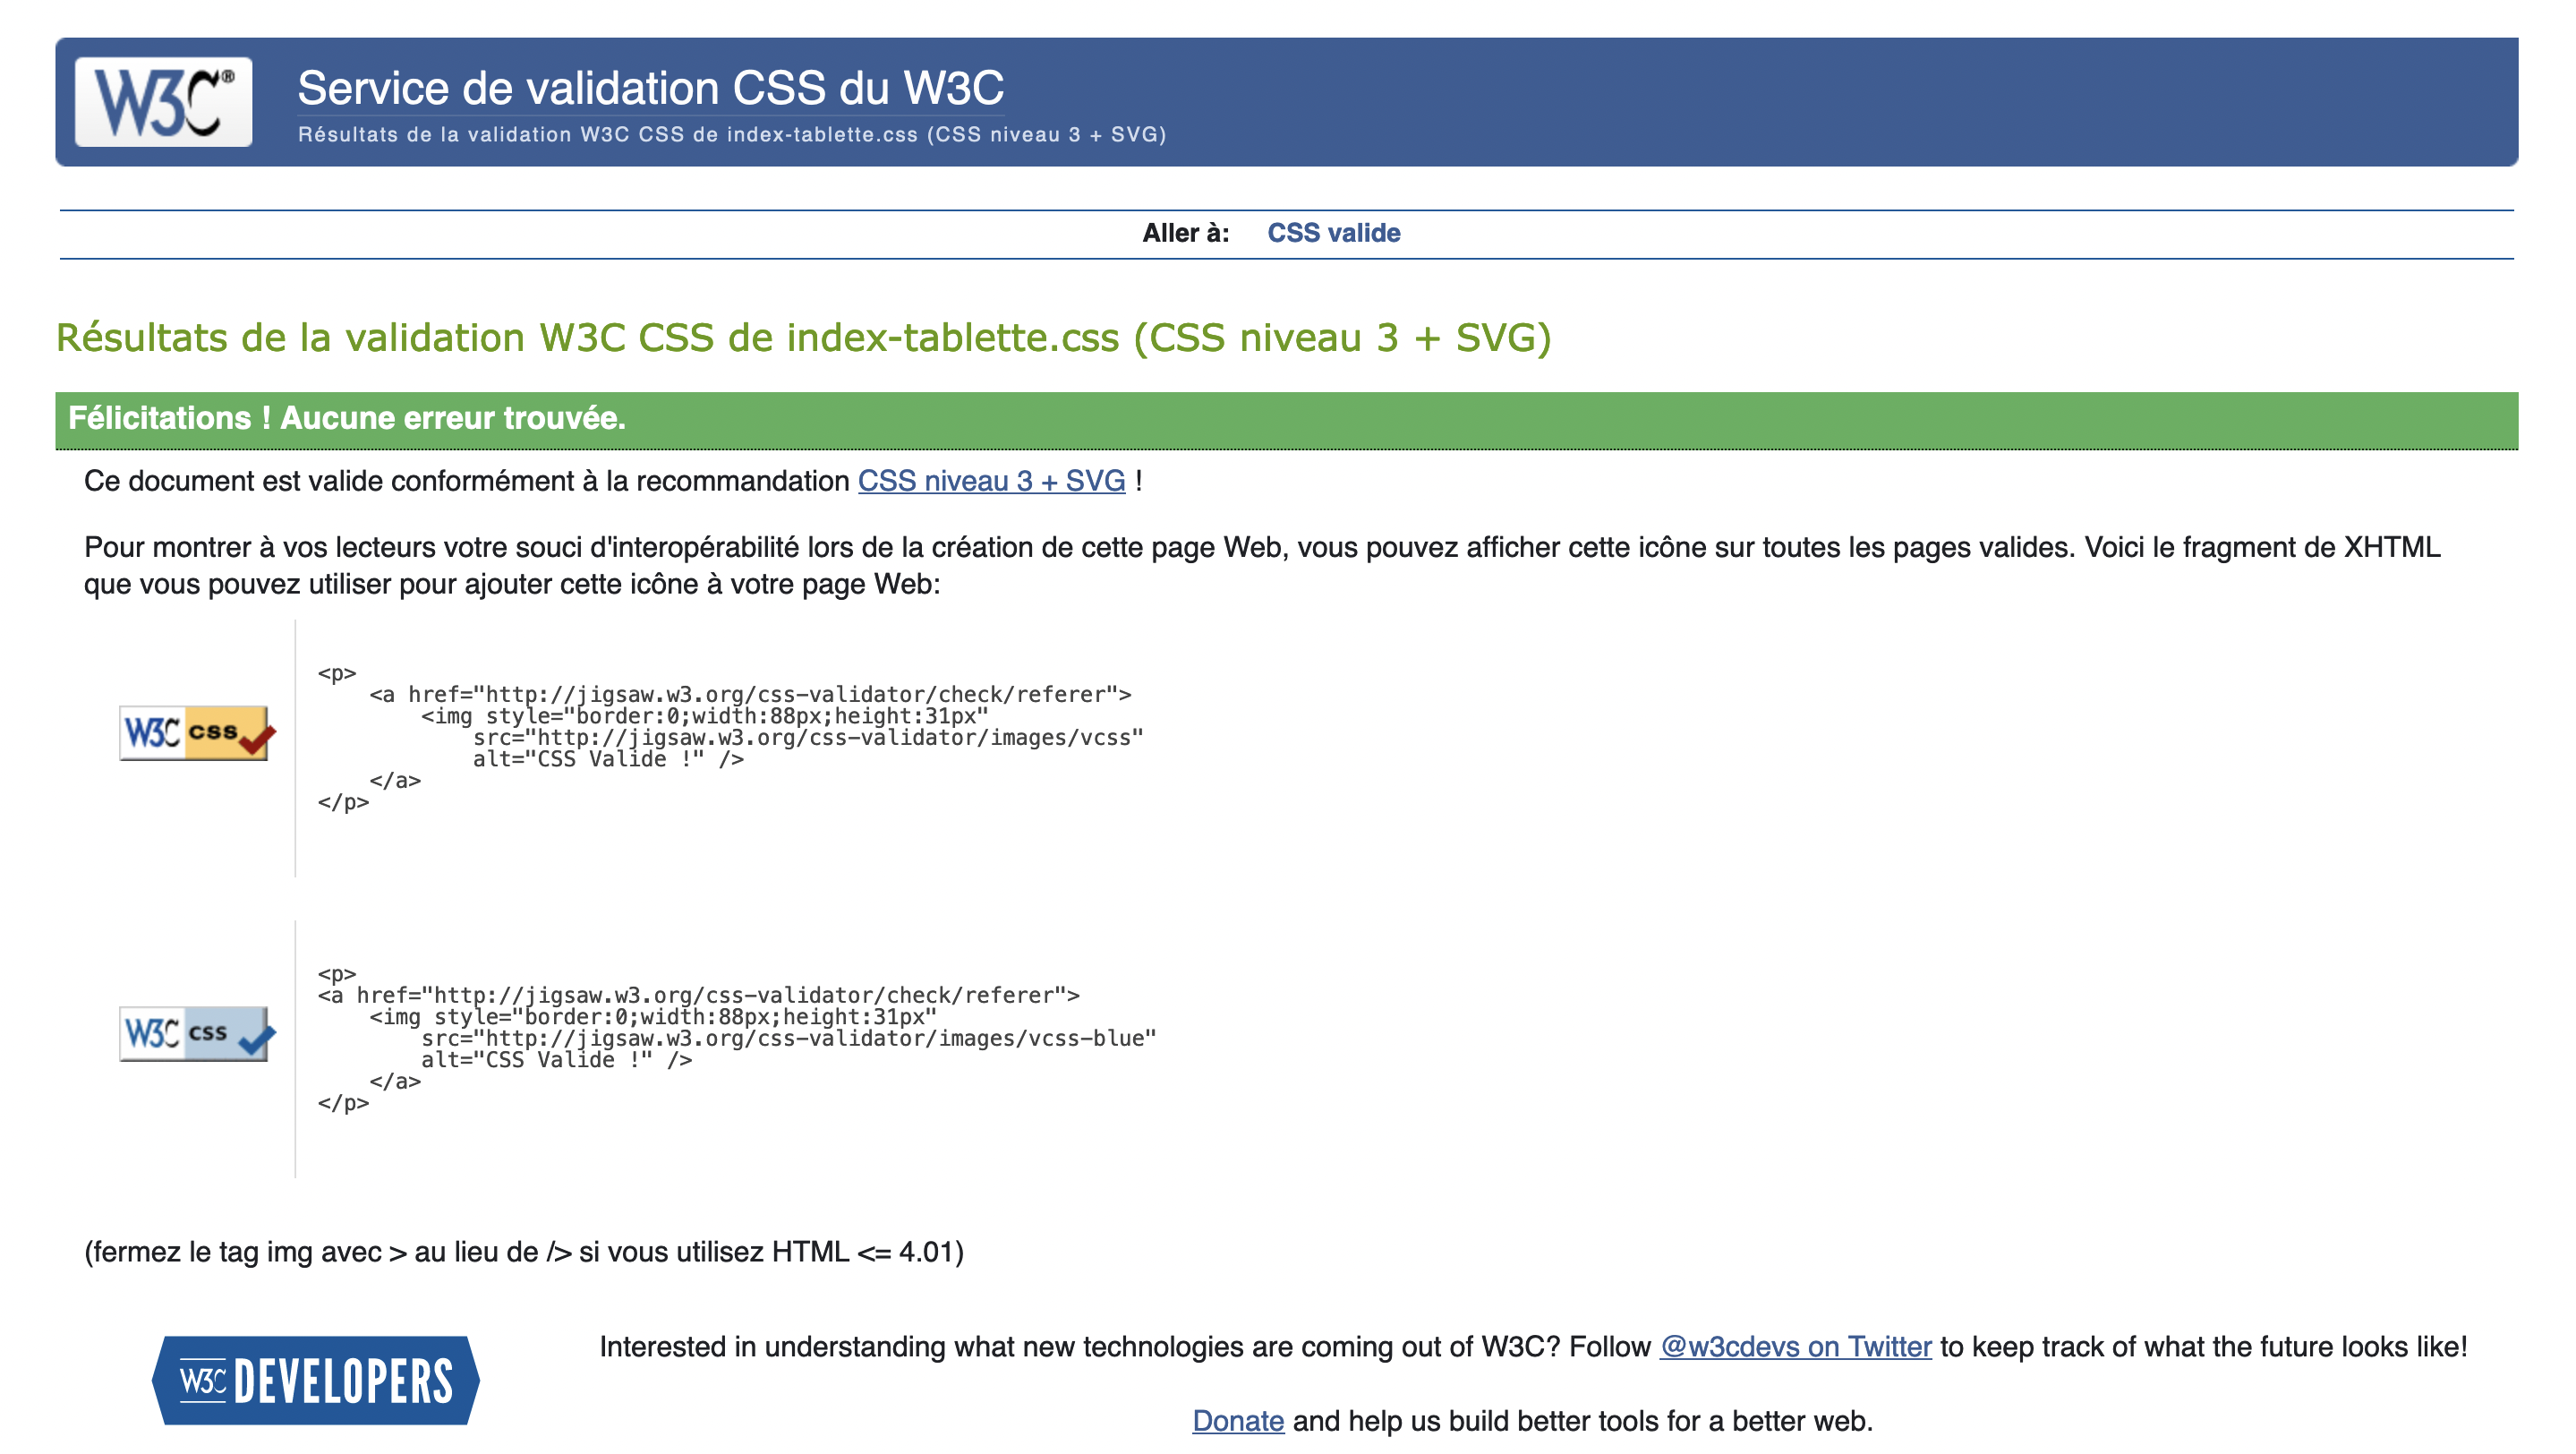 W3C®
Service de validation CSS du W3C
Résultats de la validation W3C CSS de index-tablette.css (CSS niveau 3 + SVG)
Aller à: CSS valide
Résultats de la validation W3C CSS de index-tablette.css (CSS niveau 3 + SVG)
Félicitations ! Aucune erreur trouvée.
Ce document est valide conformément à la recommandation CSS niveau 3 + SVG !
Pour montrer à vos lecteurs votre souci d'interopérabilité lors de la création de cette page Web, vous pouvez afficher cette icône sur toutes les pages valides. Voici le fragment de XHTML
que vous pouvez utiliser pour ajouter cette icône à votre page Web:
W3C css
<p>
    <a href="http://jigsaw.w3.org/css-validator/check/referer">
        <img style="border:0;width:88px;height:31px"
            src="http://jigsaw.w3.org/css-validator/images/vcss"
            alt="CSS Valide !" />
    </a>
</p>
W3C css
<p>
<a href="http://jigsaw.w3.org/css-validator/check/referer">
    <img style="border:0;width:88px;height:31px"
        src="http://jigsaw.w3.org/css-validator/images/vcss-blue"
        alt="CSS Valide !" />
    </a>
</p>
(fermez le tag img avec > au lieu de /> si vous utilisez HTML <= 4.01)
W3C DEVELOPERS
Interested in understanding what new technologies are coming out of W3C? Follow @w3cdevs on Twitter to keep track of what the future looks like!
Donate and help us build better tools for a better web.